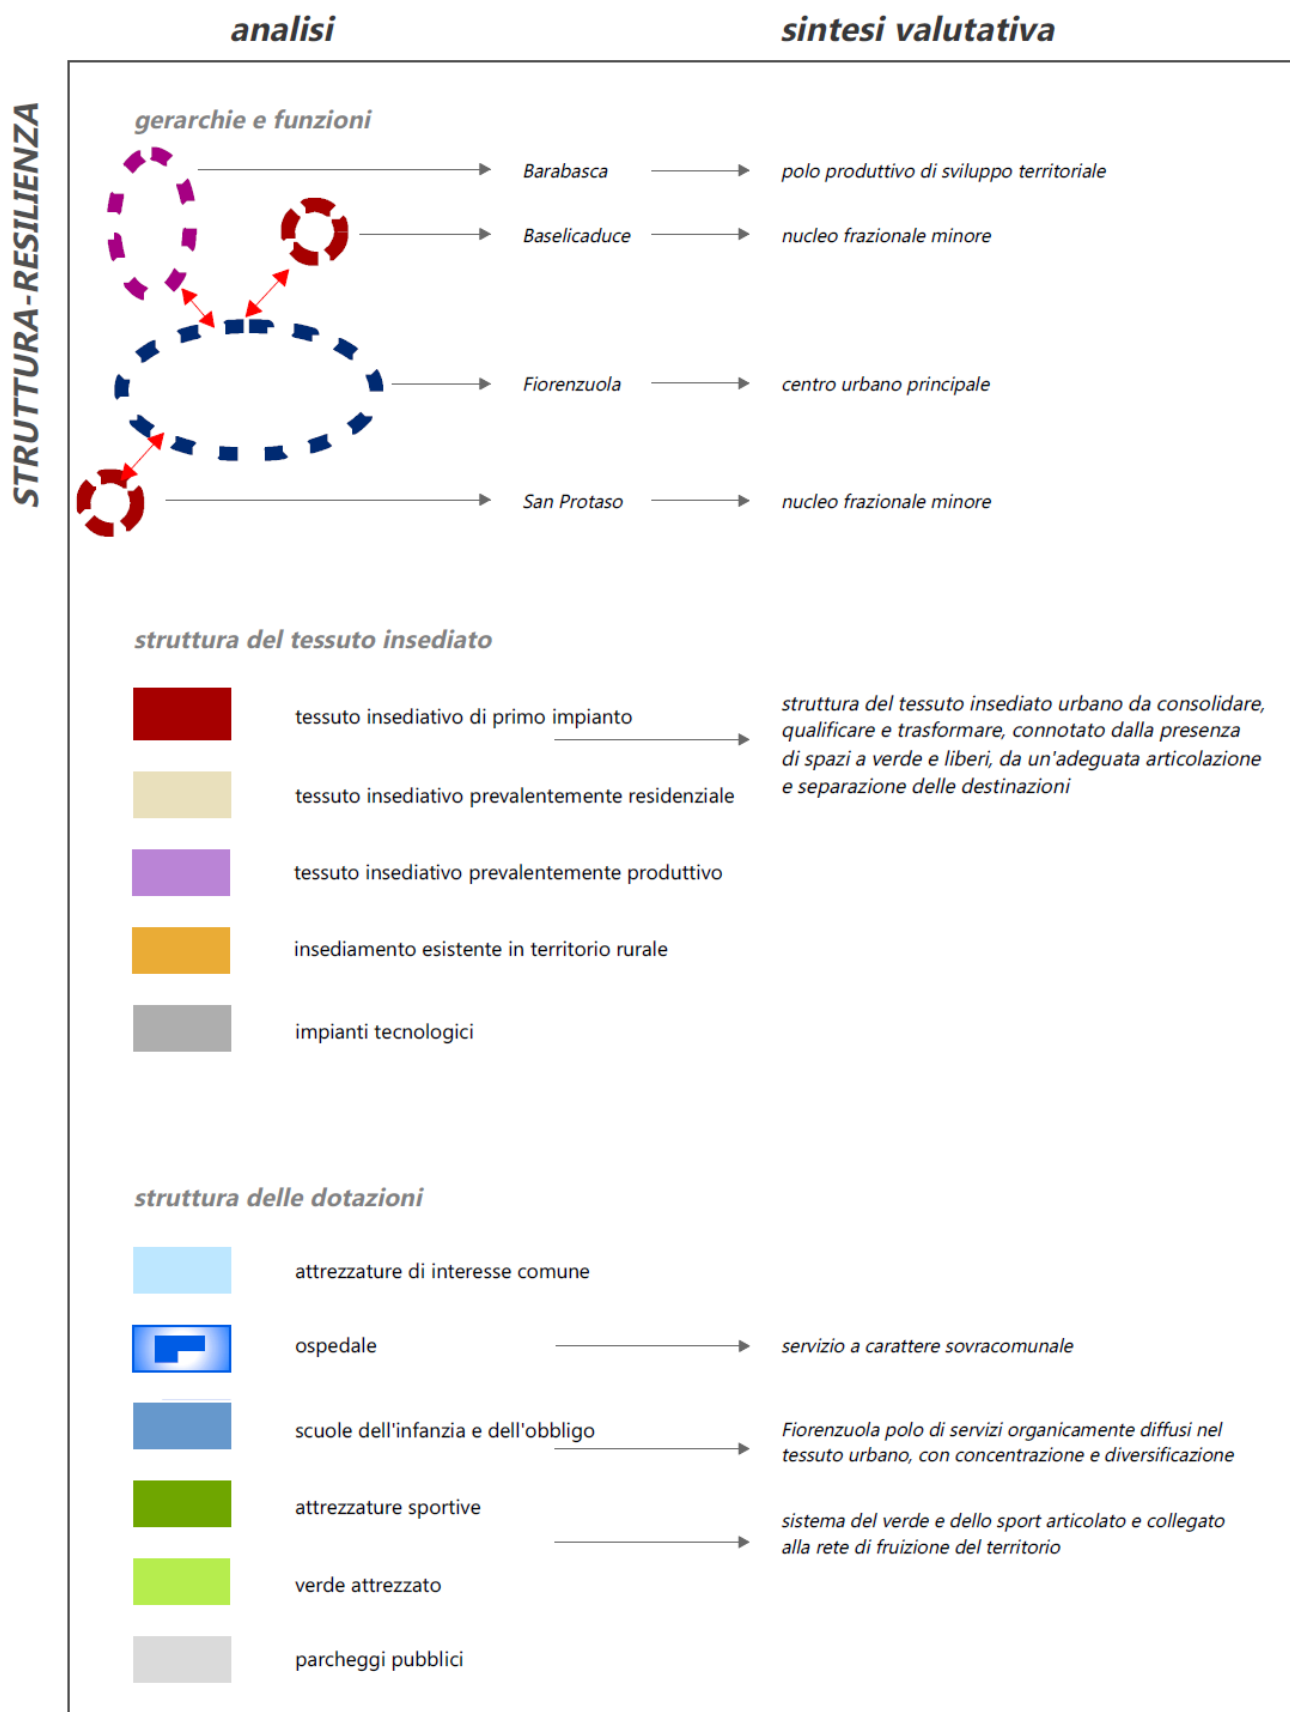 analisi
sintesi valutativa
STRUTTURA-RESILIENZA
gerarchie e funzioni
Barabasca
polo produttivo di sviluppo territoriale
Baselicaduce
nucleo frazionale minore
Fiorenzuola
centro urbano principale
San Protaso
nucleo frazionale minore
struttura del tessuto insediato
tessuto insediativo di primo impianto
struttura del tessuto insediato urbano da consolidare,
qualificare e trasformare, connotato dalla presenza
di spazi a verde e liberi, da un'adeguata articolazione
e separazione delle destinazioni
tessuto insediativo prevalentemente residenziale
tessuto insediativo prevalentemente produttivo
insediamento esistente in territorio rurale
impianti tecnologici
struttura delle dotazioni
attrezzature di interesse comune
ospedale
servizio a carattere sovracomunale
scuole dell'infanzia e dell'obbligo
Fiorenzuola polo di servizi organicamente diffusi nel
tessuto urbano, con concentrazione e diversificazione
attrezzature sportive
sistema del verde e dello sport articolato e collegato
alla rete di fruizione del territorio
verde attrezzato
parcheggi pubblici